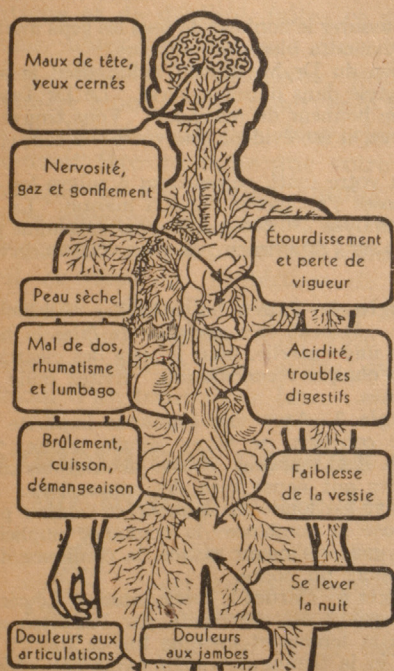 Maux de tête,
yeux cernés
Nervosité,
gaz et gonflement
Étourdissement
et perte de
vigueur
Peau sèche
Mal de dos,
rhumatisme
et lumbago
Acidité,
troubles
digestifs
Brûlement,
cuisson,
démangeaison
Faiblesse
de la vessie
Se lever
la nuit
Douleurs aux
articulations
Douleurs
aux jambes